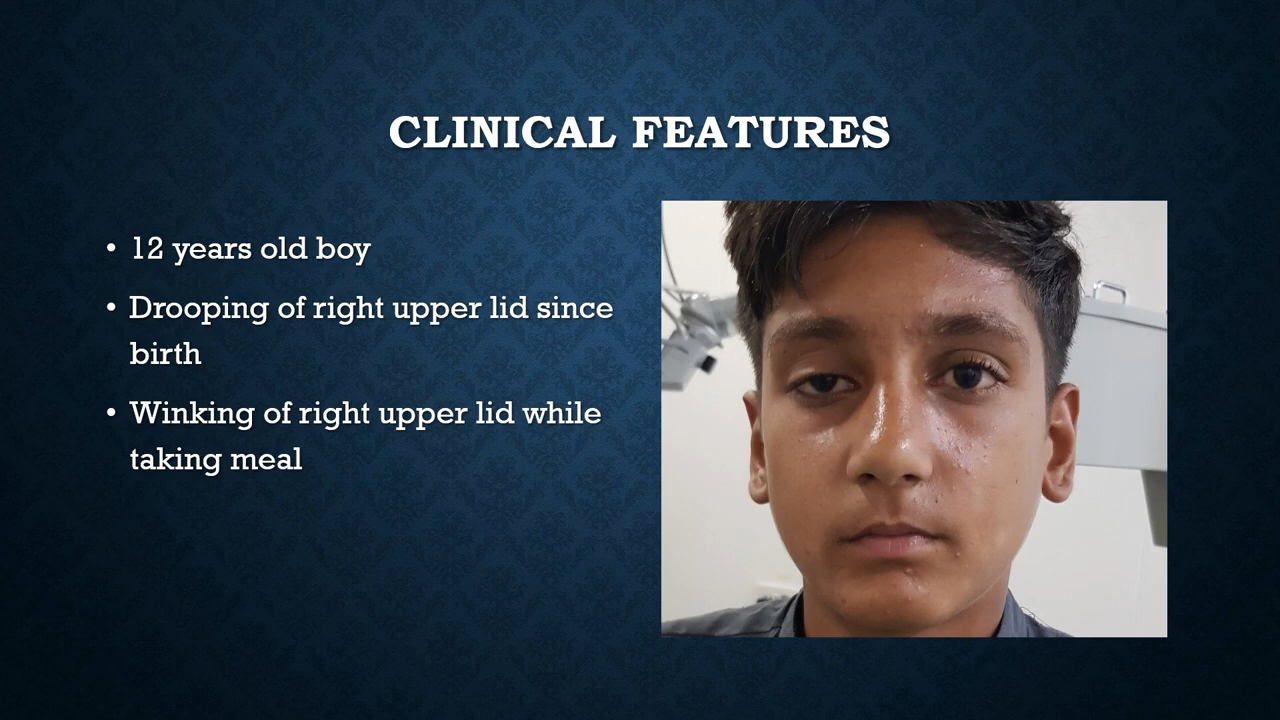 CLINICAL FEATURES
• 12 years old boy
• Drooping of right upper lid since
birth
• Winking of right upper lid while
taking meal